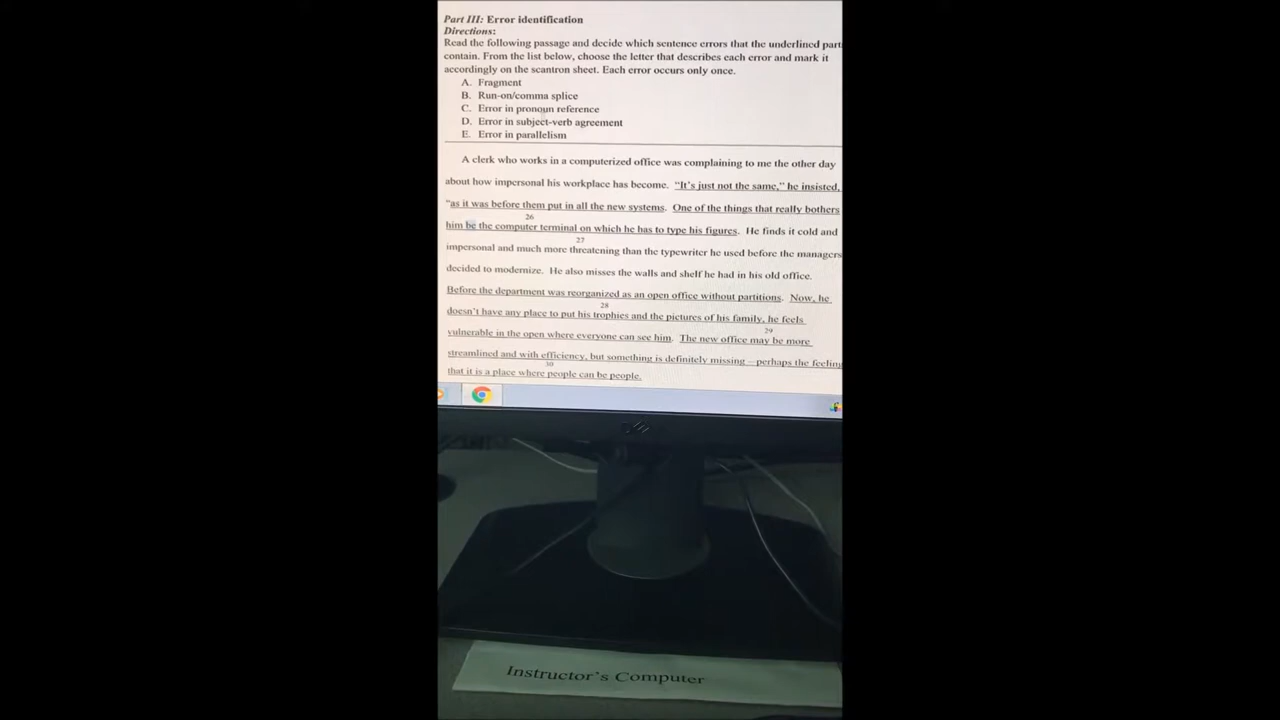 Part III: Error identification
Directions:
Read the following passage and decide which sentence errors that the underlined part
contain. From the list below, choose the letter that describes each error and mark it
accordingly on the scantron sheet. Each error occurs only once.
A. Fragment
B. Run-on/comma splice
C. Error in pronoun reference
D. Error in subject-verb agreement
E. Error in parallelism
A clerk who works in a computerized office was complaining to me the other day
about how impersonal his workplace has become. "It's just not the same," he insisted,
"as it was before them put in all the new systems. One of the things that really bothers
26
him be the computer terminal on which he has to type his figures. He finds it cold and
27
impersonal and much more threatening than the typewriter he used before the managers
decided to modernize. He also misses the walls and shelf he had in his old office.
Before the department was reorganized as an open office without partitions. Now, he
28
doesn't have any place to put his trophies and the pictures of his family, he feels
29
vulnerable in the open where everyone can see him. The new office may be more
streamlined and with efficiency, but something is definitely missing – perhaps the feeling
30
that it is a place where people can be people.
Instructor's Computer